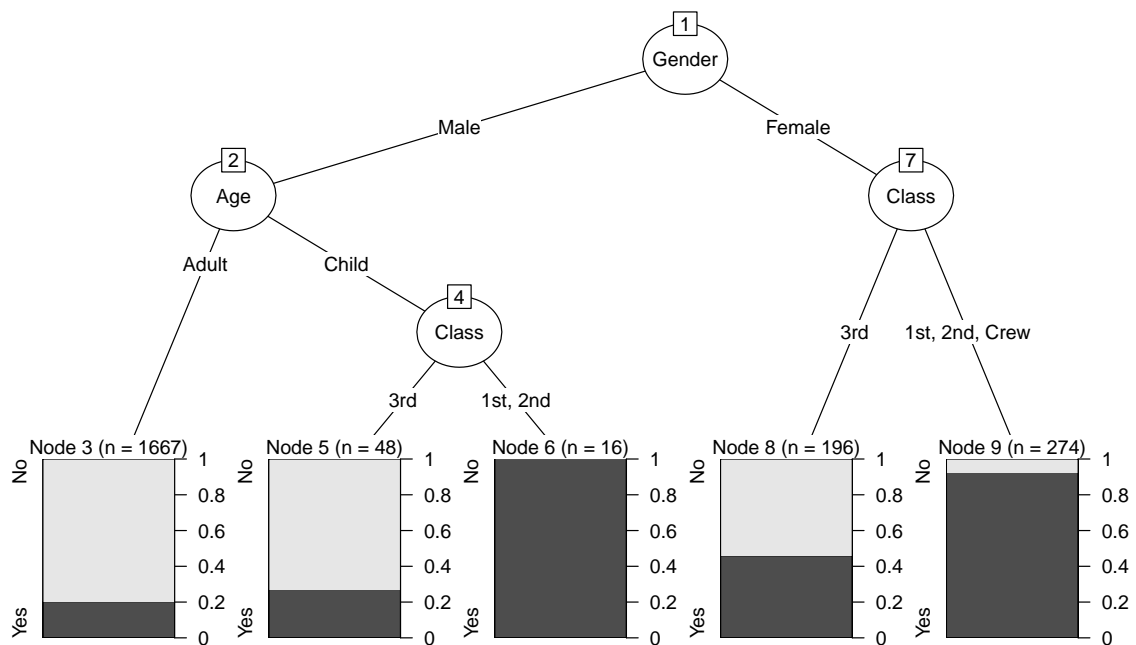 1
Gender
Male
Female
2
Age
7
Class
Adult
Child
4
Class
3rd
1st, 2nd, Crew
3rd
1st, 2nd
Node 3 (n = 1667)
No
Yes
1
0.8
0.6
0.4
0.2
0
Node 5 (n = 48)
No
Yes
1
0.8
0.6
0.4
0.2
0
Node 6 (n = 16)
No
Yes
1
0.8
0.6
0.4
0.2
0
Node 8 (n = 196)
No
Yes
1
0.8
0.6
0.4
0.2
0
Node 9 (n = 274)
No
Yes
1
0.8
0.6
0.4
0.2
0